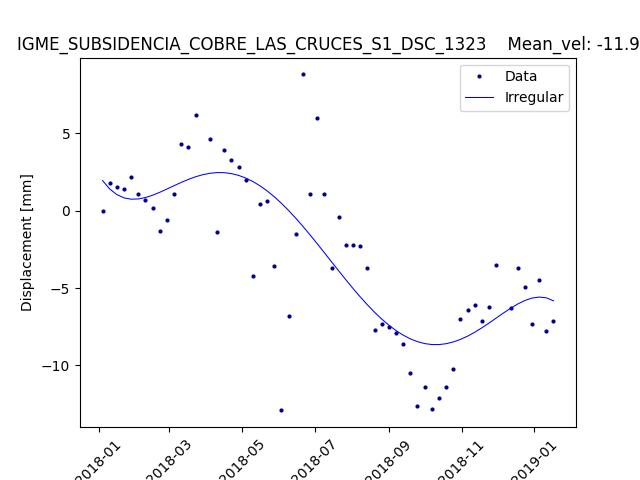 IGME_SUBSIDENCIA_COBRE_LAS_CRUCES_S1_DSC_1323 Mean_vel: -11.9
Data
Irregular
Displacement [mm]
5
0
−5
−10
2018-01
2018-03
2018-05
2018-07
2018-09
2018-11
2019-01